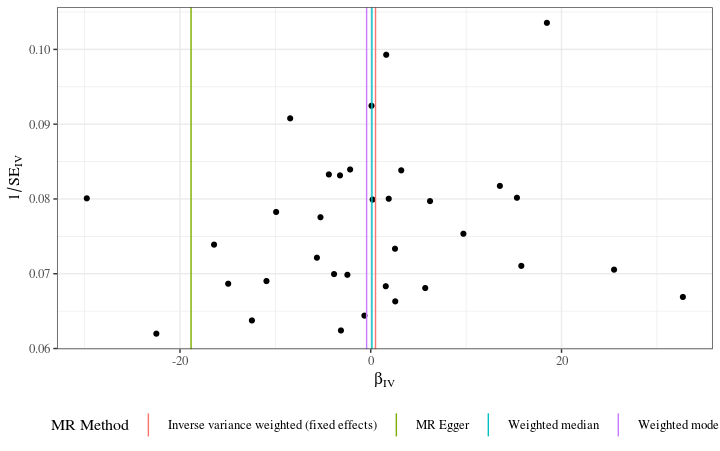 0.10
0.09
0.08
0.07
0.06
1/SE_IV
-20 0 20
β_IV
MR Method Inverse variance weighted (fixed effects) MR Egger Weighted median Weighted mode